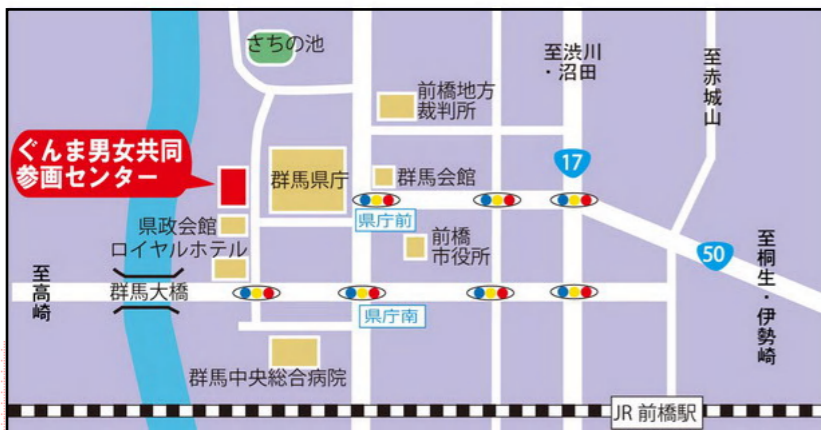 さちの池
至渋川
・沼田
至赤城山
前橋地方
裁判所
ぐんま男女共同
参画センター
群馬県庁
群馬会館
17
県政会館
県庁前
ロイヤルホテル
前橋
市役所
50
至高崎
群馬大橋
至桐生・伊勢崎
県庁南
群馬中央総合病院
JR 前橋駅